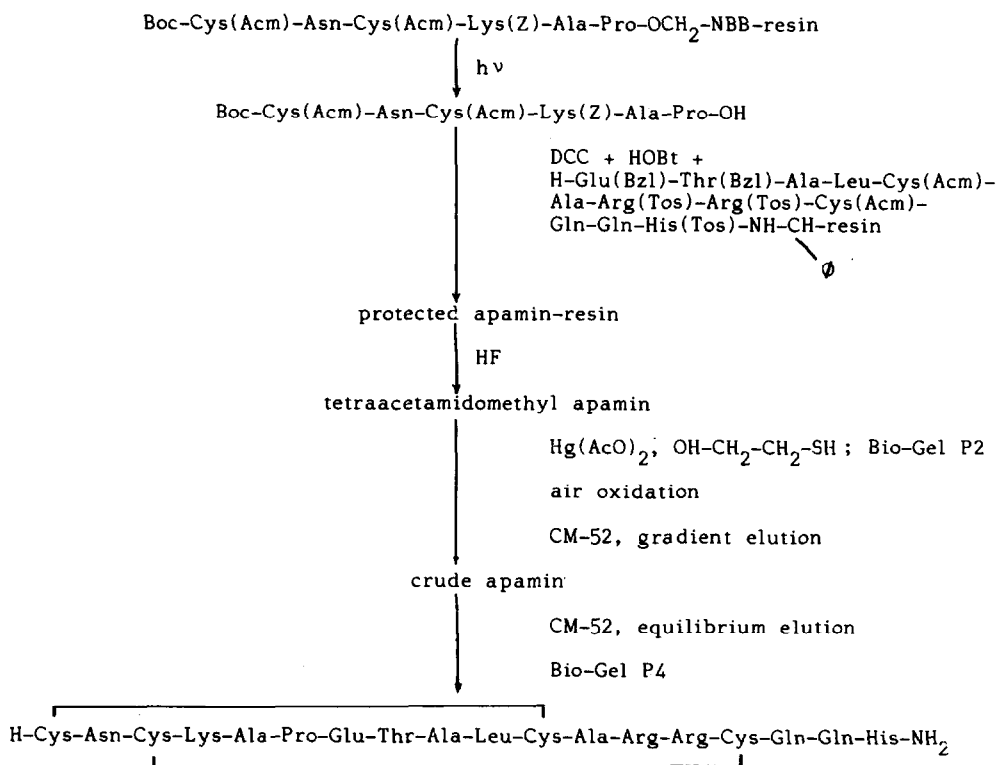 Boc-Cys(Acm)-Asn-Cys(Acm)-Lys(Z)-Ala-Pro-OCH2-NBB-resin
hν
Boc-Cys(Acm)-Asn-Cys(Acm)-Lys(Z)-Ala-Pro-OH
DCC + HOBt +
H-Glu(Bzl)-Thr(Bzl)-Ala-Leu-Cys(Acm)-
Ala-Arg(Tos)-Arg(Tos)-Cys(Acm)-
Gln-Gln-His(Tos)-NH-CH-resin
Ø
protected apamin-resin
HF
tetraacetamidomethyl apamin
Hg(AcO)2; OH-CH2-CH2-SH; Bio-Gel P2
air oxidation
CM-52, gradient elution
crude apamin
CM-52, equilibrium elution
Bio-Gel P4
H-Cys-Asn-Cys-Lys-Ala-Pro-Glu-Thr-Ala-Leu-Cys-Ala-Arg-Arg-Cys-Gln-Gln-His-NH2